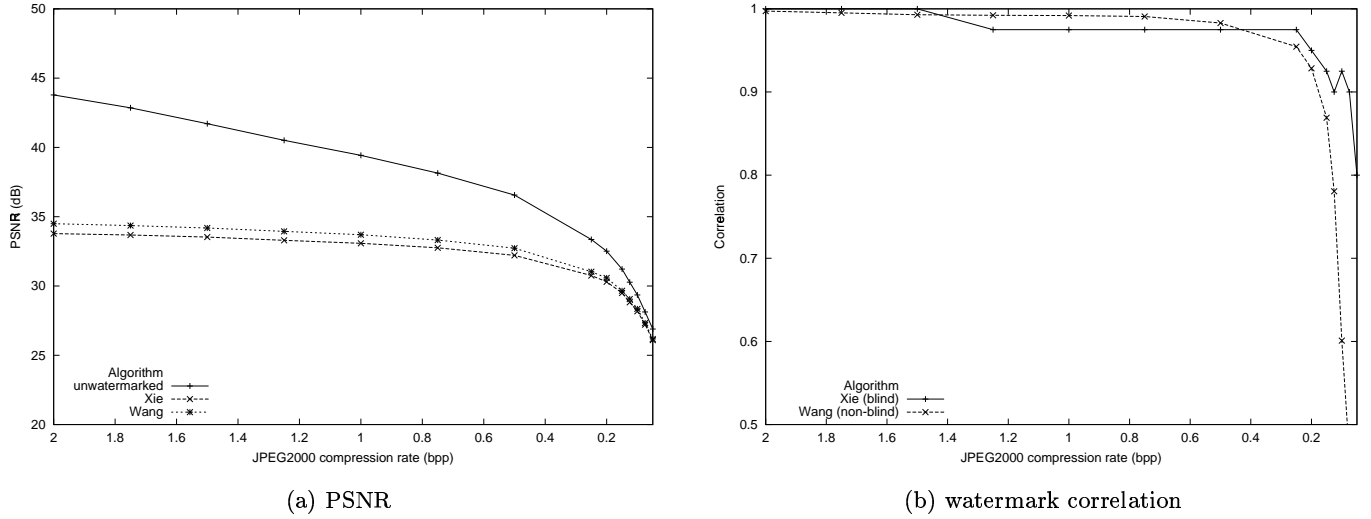 50
45
40
35
30
25
20
PSNR (dB)
Algorithm
unwatermarked
Xie
Wang
2 1.8 1.6 1.4 1.2 1 0.8 0.6 0.4 0.2
JPEG2000 compression rate (bpp)
(a) PSNR
1
0.9
0.8
0.7
0.6
0.5
Correlation
Algorithm
Xie (blind)
Wang (non-blind)
2 1.8 1.6 1.4 1.2 1 0.8 0.6 0.4 0.2
JPEG2000 compression rate (bpp)
(b) watermark correlation